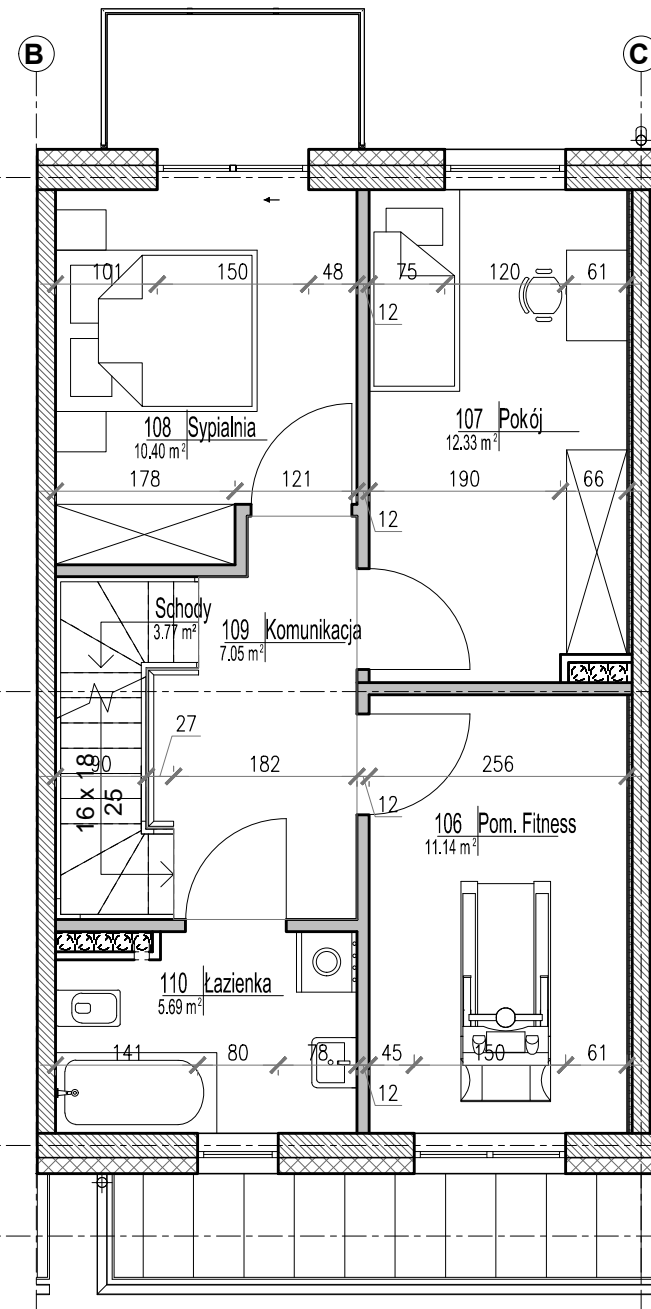 B C
101 150 48 75 120 61
12
108 Sypialnia
10.40 m²
107 Pokój
12.33 m²
178 121 190 66
12
Schody
3.77 m²
109 Komunikacja
7.05 m²
27
90 182 256
12
16 x 18
25
106 Pom. Fitness
11.14 m²
110 Łazienka
5.69 m²
141 80 78 45 150 61
12